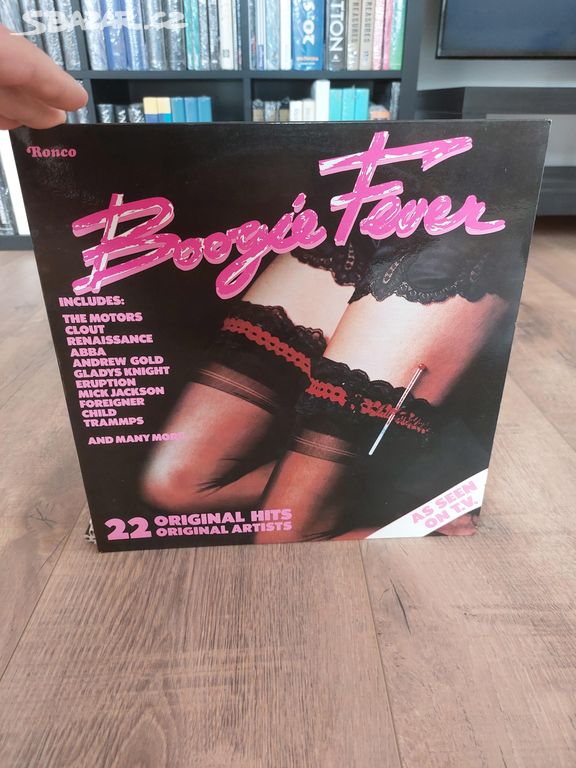 SBAZAR.CZ
Ronco
Boogie Fever
INCLUDES:
THE MOTORS
CLOUT
RENAISSANCE
ABBA
ANDREW GOLD
GLADYS KNIGHT
ERUPTION
MICK JACKSON
FOREIGNER
CHILD
TRAMMPS
AND MANY MORE
22 ORIGINAL HITS
ORIGINAL ARTISTS
AS SEEN
ON T.V.